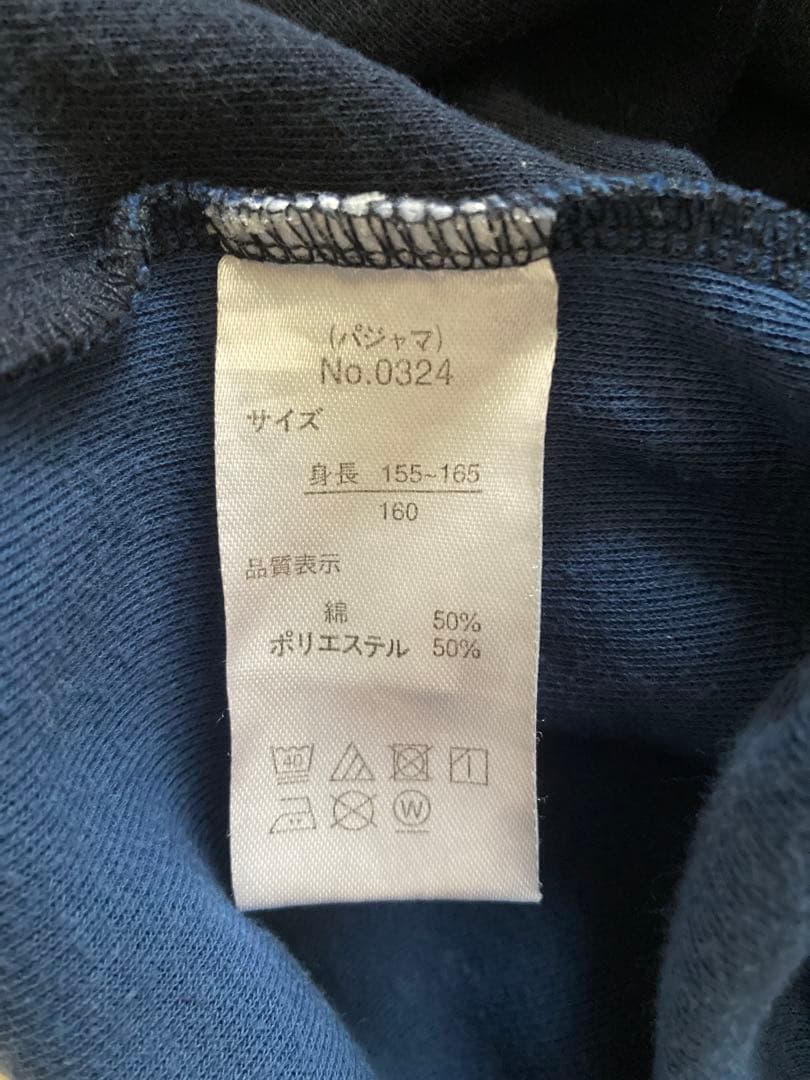 (パジャマ)
No.0324
サイズ
身長 155~165
160
品質表示
綿 50%
ポリエステル 50%
40
W